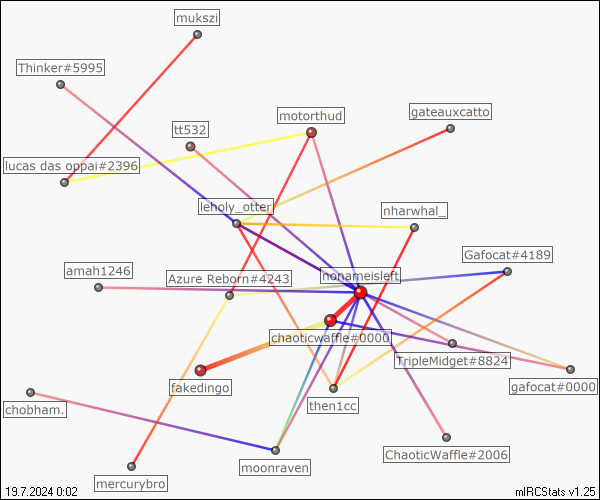 mukszi
Thinker#5995
gateauxcatto
motorthud
tt532
lucas das oppai#2396
leholy_otter
nharwhal_
Gafocat#4189
amah1246
Azure Reborn#4243
nonameisleft
chaoticwaffle#0000
TripleMidget#8824
fakedingo
gafocat#0000
then1cc
chobham.
ChaoticWaffle#2006
moonraven
mercurybro
19.7.2024 0:02
mIRCStats v1.25